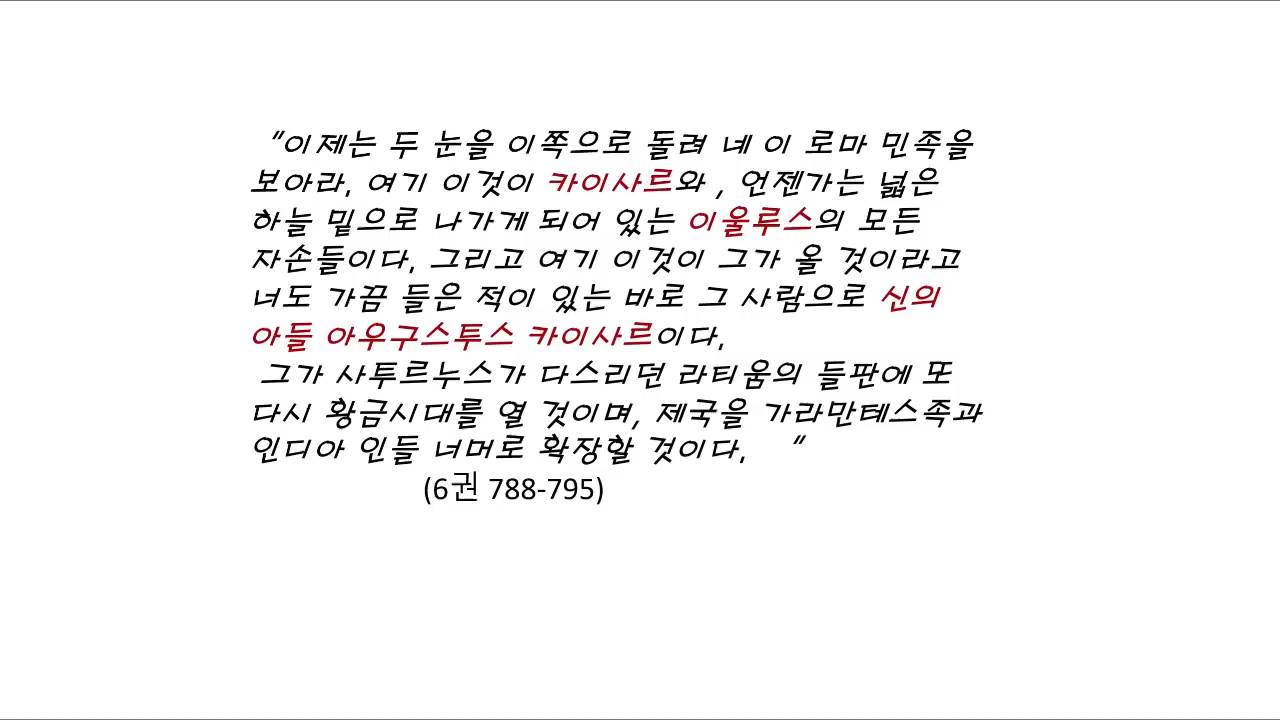 "이제는 두 눈을 이쪽으로 돌려 네 이 로마 민족을
보아라, 여기 이것이 카이사르와 , 언젠가는 넓은
하늘 밑으로 나가게 되어 있는 이울루스의 모든
자손들이다. 그리고 여기 이것이 그가 올 것이라고
너도 가끔 들은 적이 있는 바로 그 사람으로 신의
아들 아우구스투스 카이사르이다.
그가 사투르누스가 다스리던 라티움의 들판에 또
다시 황금시대를 열 것이며, 제국을 가라만테스족과
인디아 인들 너머로 확장할 것이다. "
(6권 788-795)